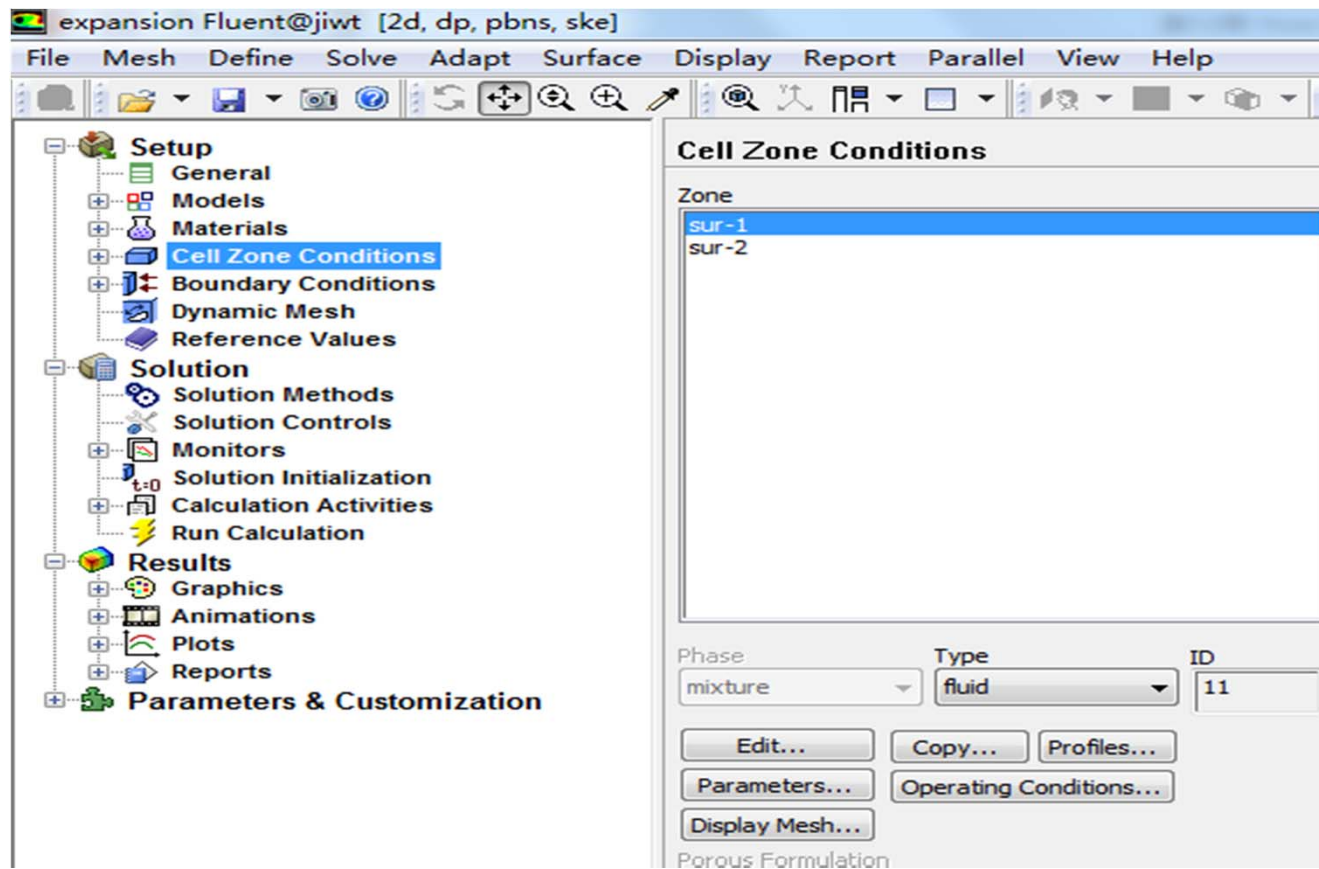 expansion Fluent@jiwt [2d, dp, pbns, ske]
File Mesh Define Solve Adapt Surface Display Report Parallel View Help
Setup
General
Models
Materials
Cell Zone Conditions
Boundary Conditions
Dynamic Mesh
Reference Values
Solution
Solution Methods
Solution Controls
Monitors
t=0 Solution Initialization
Calculation Activities
Run Calculation
Results
Graphics
Animations
Plots
Reports
Parameters & Customization
Cell Zone Conditions
Zone
sur-1
sur-2
Phase Type ID
mixture fluid 11
Edit... Copy... Profiles...
Parameters... Operating Conditions...
Display Mesh...
Porous Formulation